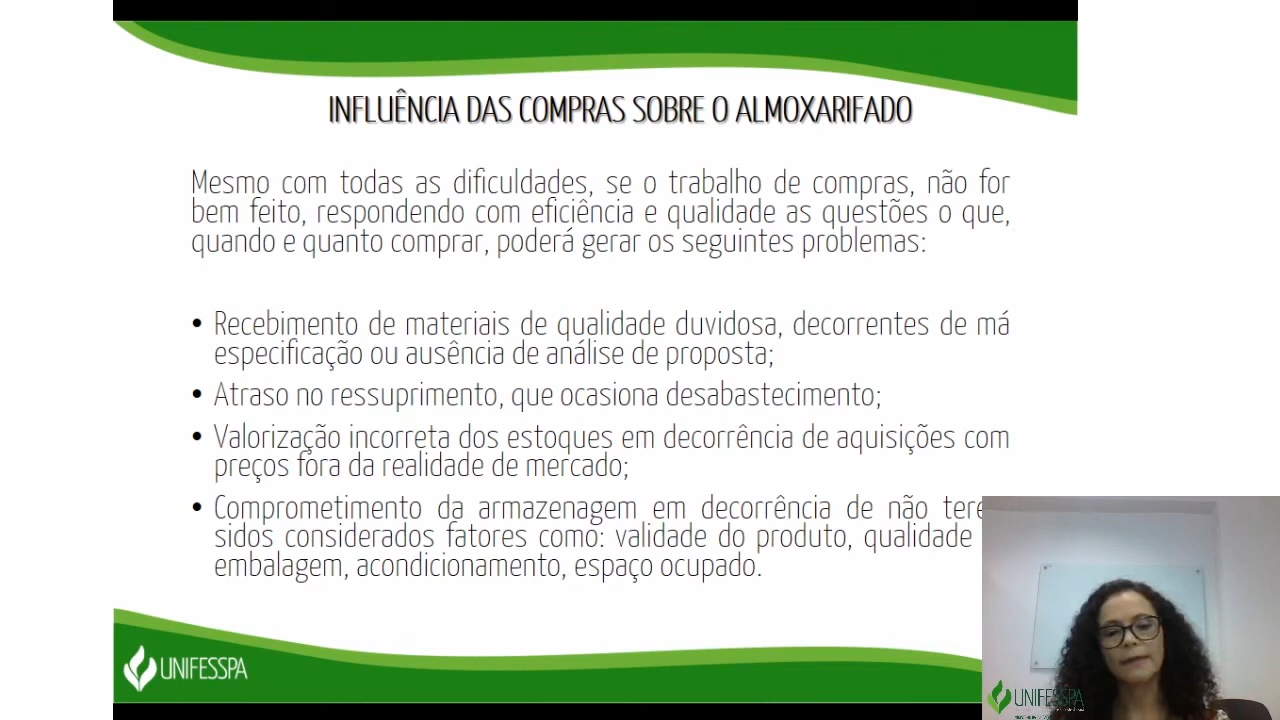 INFLUÊNCIA DAS COMPRAS SOBRE O ALMOXARIFADO
Mesmo com todas as dificuldades, se o trabalho de compras, não for
bem feito, respondendo com eficiência e qualidade as questões o que,
quando e quanto comprar, poderá gerar os seguintes problemas:
• Recebimento de materiais de qualidade duvidosa, decorrentes de má
especificação ou ausência de análise de proposta;
• Atraso no ressuprimento, que ocasiona desabastecimento;
• Valorização incorreta dos estoques em decorrência de aquisições com
preços fora da realidade de mercado;
• Comprometimento da armazenagem em decorrência de não
sidos considerados fatores como: validade do produto, qualidade
embalagem, acondicionamento, espaço ocupado.
UNIFESSPA
UNIFESSPA